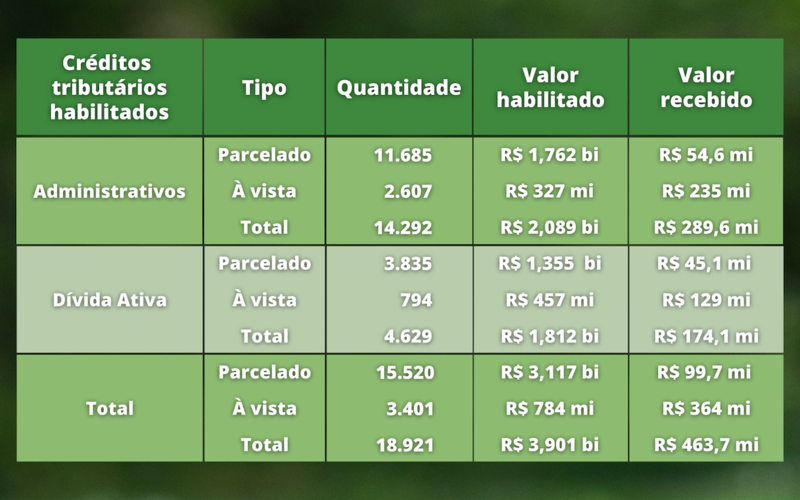 Créditos tributários habilitados Tipo Quantidade Valor habilitado Valor recebido
Parcelado 11.685 R$ 1,762 bi R$ 54,6 mi
Administrativos À vista 2.607 R$ 327 mi R$ 235 mi
Total 14.292 R$ 2,089 bi R$ 289,6 mi
Parcelado 3.835 R$ 1,355 bi R$ 45,1 mi
Dívida Ativa À vista 794 R$ 457 mi R$ 129 mi
Total 4.629 R$ 1,812 bi R$ 174,1 mi
Parcelado 15.520 R$ 3,117 bi R$ 99,7 mi
Total À vista 3.401 R$ 784 mi R$ 364 mi
Total 18.921 R$ 3,901 bi R$ 463,7 mi